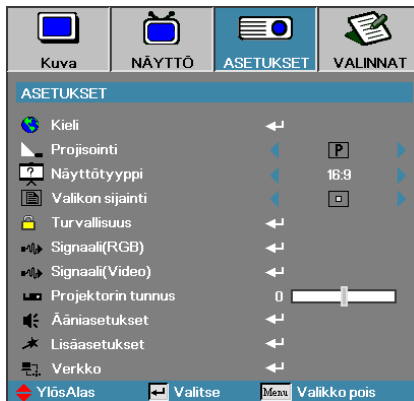 Kuva NÄYTTÖ ASETUKSET VALINNAT
ASETUKSET
Kieli
Projisointi P
Näyttötyyppi 16:9
Valikon sijainti
Turvallisuus
Signaali(RGB)
Signaali(Video)
Projektorin tunnus 0
Ääniasetukset
Lisäasetukset
Verkko
YlösAlas Valitse Menu Valikko pois